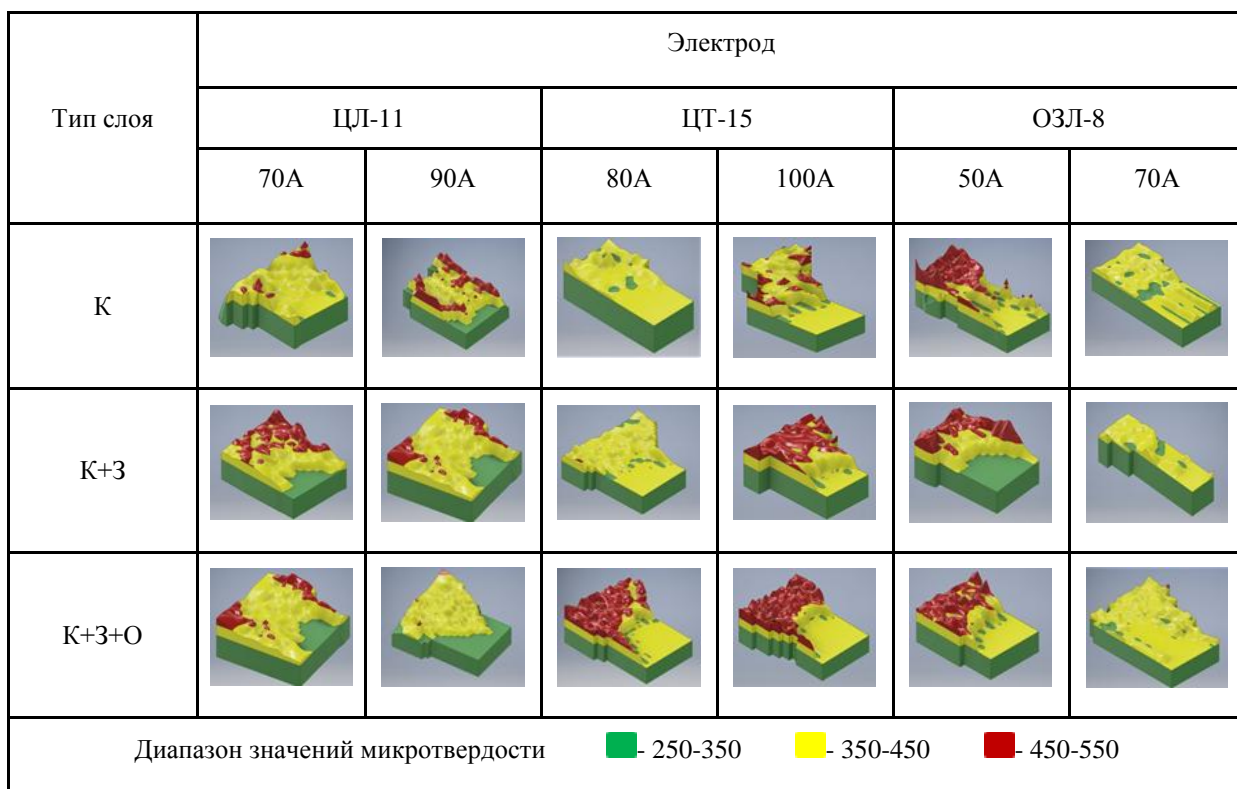 Тип слоя
Электрод
ЦЛ-11 ЦТ-15 ОЗЛ-8
70А 90А 80А 100А 50А 70А
К
К+З
К+З+О
Диапазон значений микротвердости - 250-350 - 350-450 - 450-550